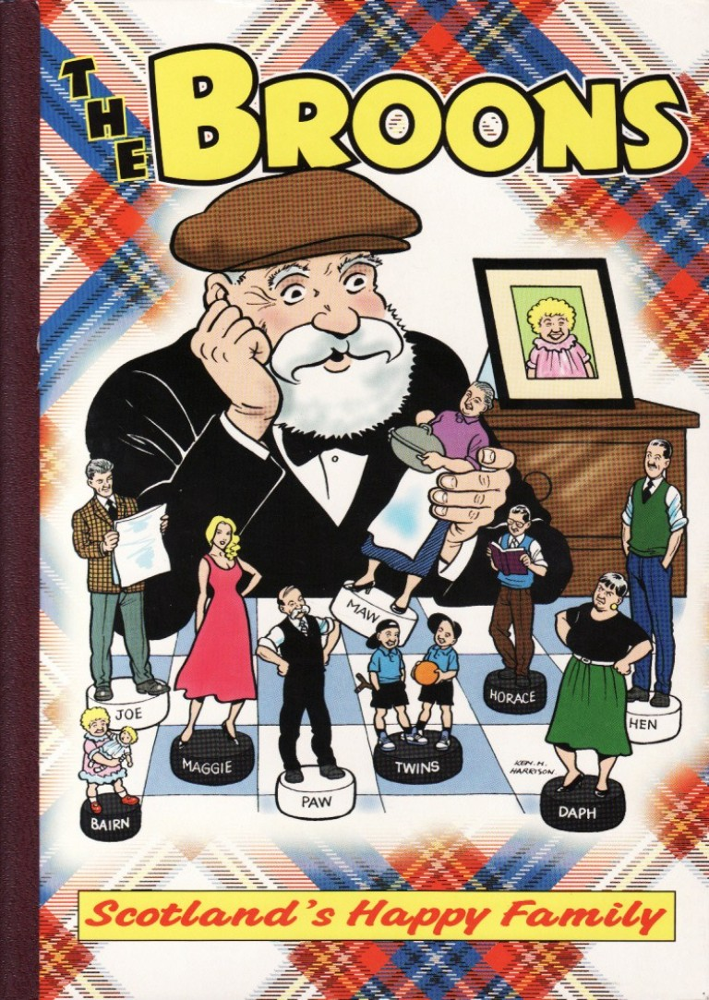 THE BROONS
MAW
JOE
HORACE
HEN
MAGGIE
TWINS
KEN. H.
HARRISON.
PAW
DAPH
BAIRN
Scotland's Happy Family